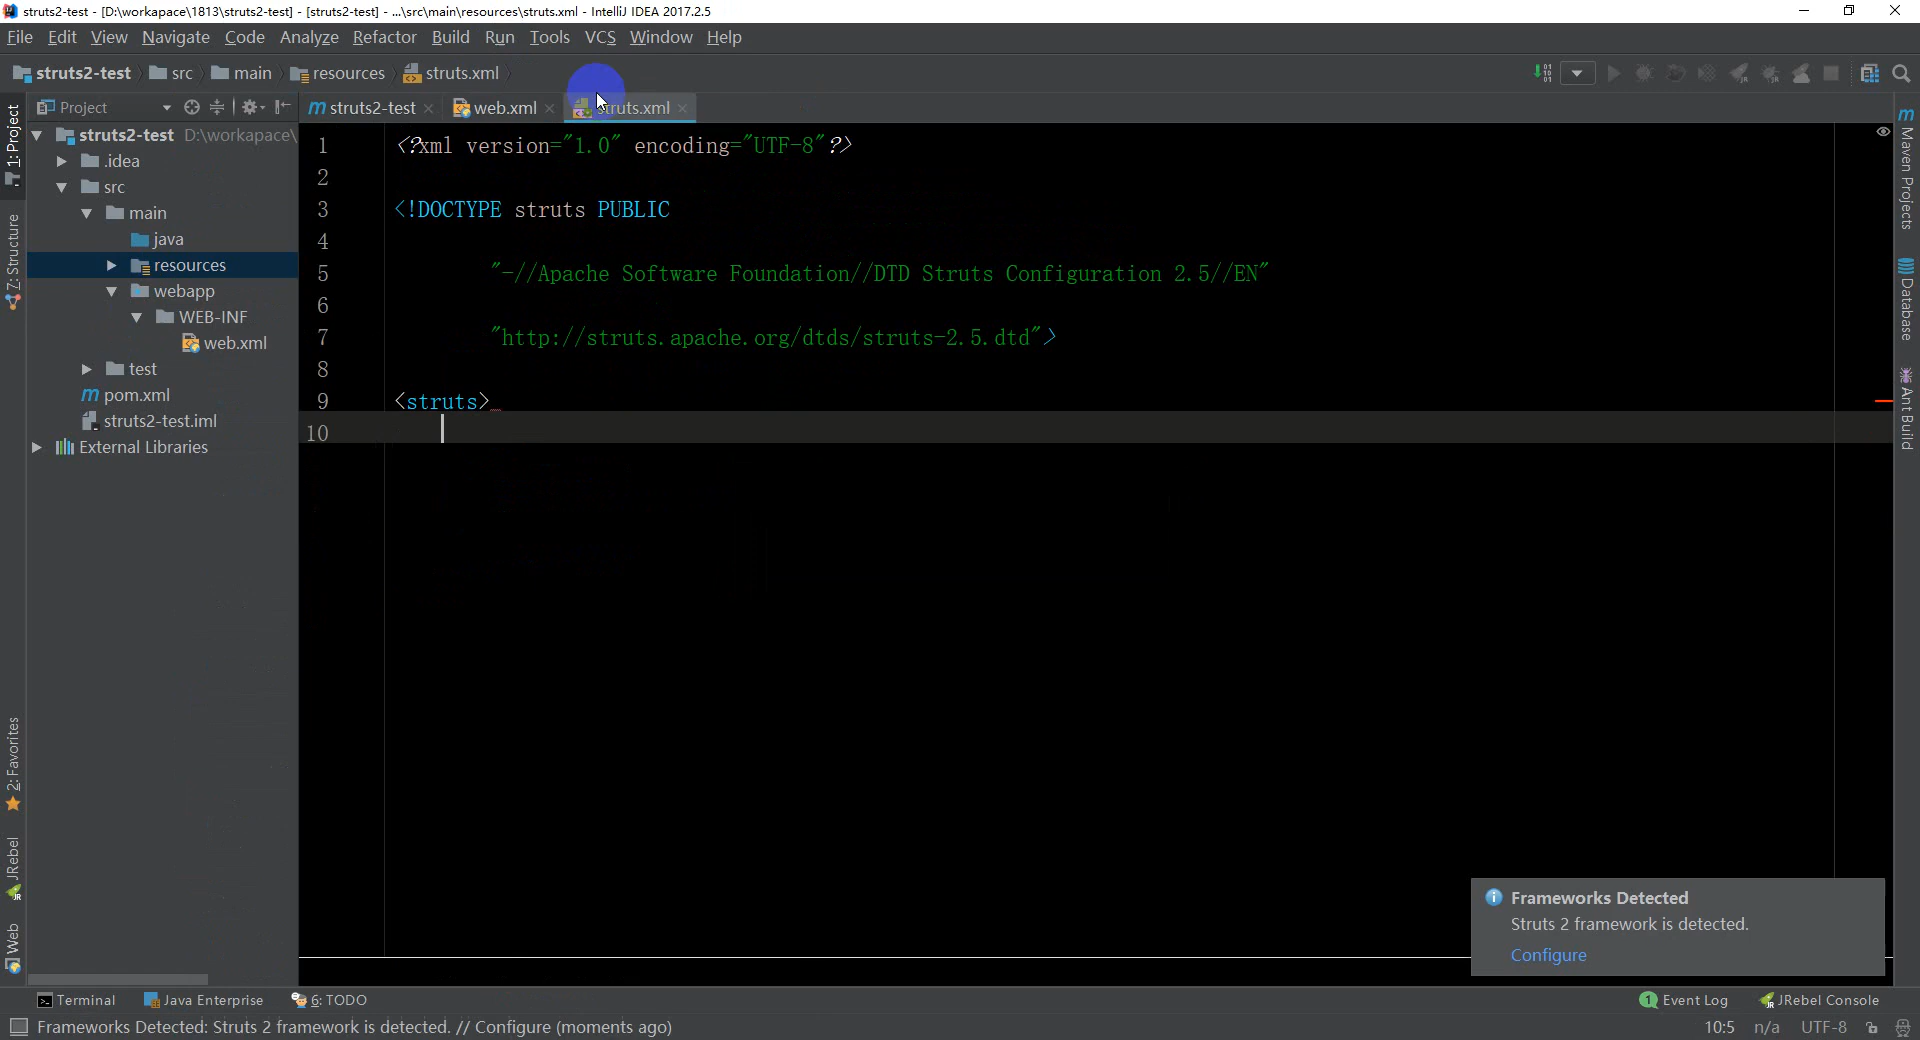 struts2-test - [D:\workapace\1813\struts2-test] - [struts2-test] - ...\src\main\resources\struts.xml - IntelliJ IDEA 2017.2.5
File Edit View Navigate Code Analyze Refactor Build Run Tools VCS Window Help
struts2-test src main resources struts.xml
Project struts2-test web.xml struts.xml
struts2-test D:\workapace\
.idea
src
main
java
resources
webapp
WEB-INF
web.xml
test
pom.xml
struts2-test.iml
External Libraries
1 <?xml version="1.0" encoding="UTF-8"?>
2
3 <!DOCTYPE struts PUBLIC
4
5 "-//Apache Software Foundation//DTD Struts Configuration 2.5//EN"
6
7 "http://struts.apache.org/dtds/struts-2.5.dtd">
8
9 <struts>
10
1: Project
7: Structure
2: Favorites
JRebel
Web
Maven Projects
Database
Ant Build
Frameworks Detected
Struts 2 framework is detected.
Configure
Terminal Java Enterprise 6: TODO 1 Event Log JRebel Console
Frameworks Detected: Struts 2 framework is detected. // Configure (moments ago) 10:5 n/a UTF-8